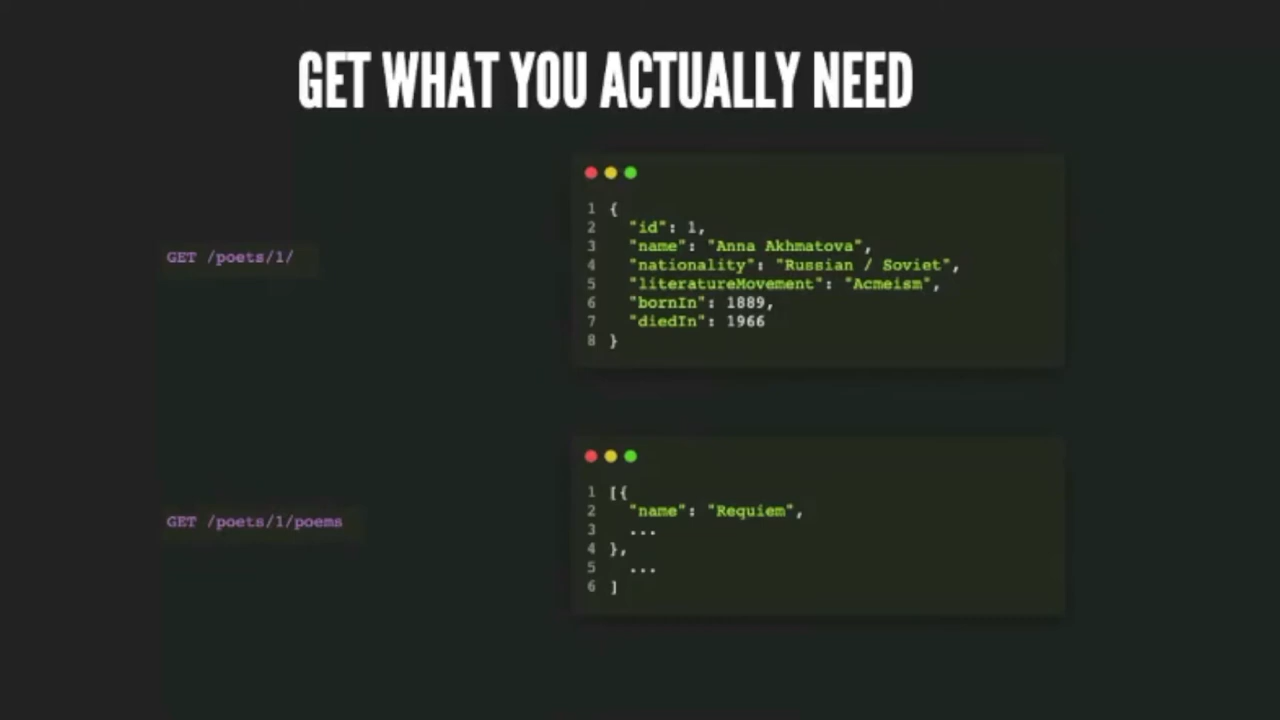 GET WHAT YOU ACTUALLY NEED
GET /poets/1/
1 {
2 "id": 1,
3 "name": "Anna Akhmatova",
4 "nationality": "Russian / Soviet",
5 "literatureMovement": "Acmeism",
6 "bornIn": 1889,
7 "diedIn": 1966
8 }
GET /poets/1/poems
1 [{
2 "name": "Requiem",
3 ...
4 },
5 ...
6 ]